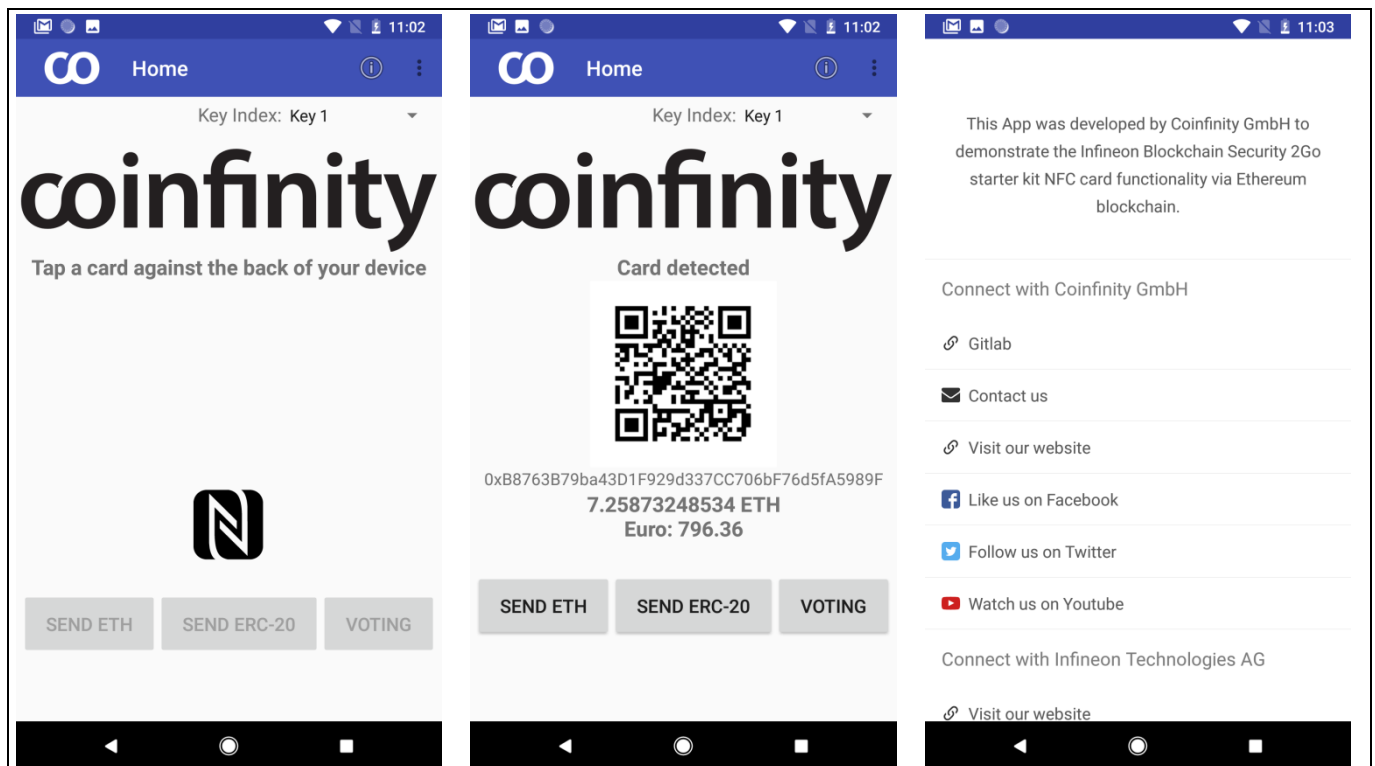 11:02
CO Home
Key Index: Key 1
coinfinity
Tap a card against the back of your device
SEND ETH SEND ERC-20 VOTING
11:02
CO Home
Key Index: Key 1
coinfinity
Card detected
0xB8763B79ba43D1F929d337CC706bF76d5fA5989F
7.25873248534 ETH
Euro: 796.36
SEND ETH SEND ERC-20 VOTING
11:03
This App was developed by Coinfinity GmbH to
demonstrate the Infineon Blockchain Security 2Go
starter kit NFC card functionality via Ethereum
blockchain.
Connect with Coinfinity GmbH
Gitlab
Contact us
Visit our website
Like us on Facebook
Follow us on Twitter
Watch us on Youtube
Connect with Infineon Technologies AG
Visit our website